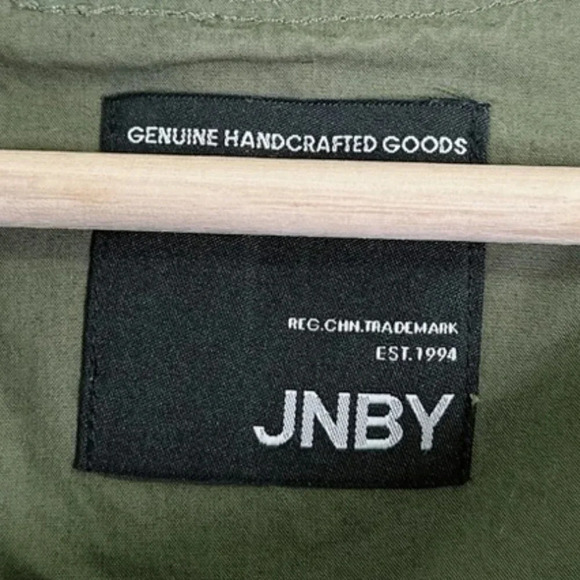 GENUINE HANDCRAFTED GOODS
REG.CHN.TRADEMARK
EST.1994
JNBY